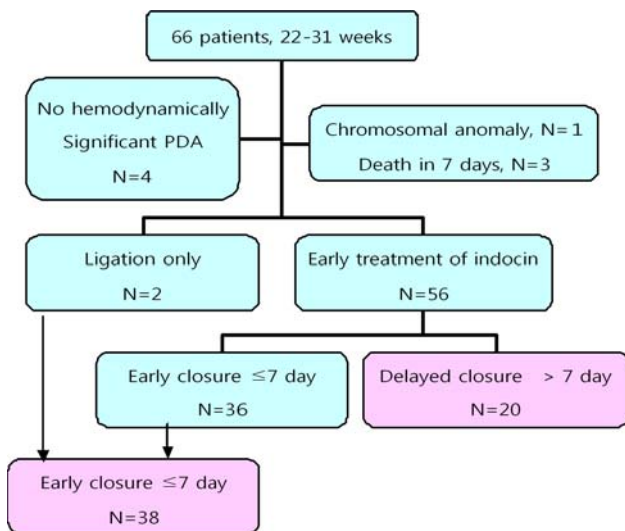 66 patients, 22-31 weeks
No hemodynamically
Significant PDA
N=4
Chromosomal anomaly, N=1
Death in 7 days, N=3
Ligation only
N=2
Early treatment of indocin
N=56
Early closure ≤7 day
N=36
Delayed closure > 7 day
N=20
Early closure ≤7 day
N=38